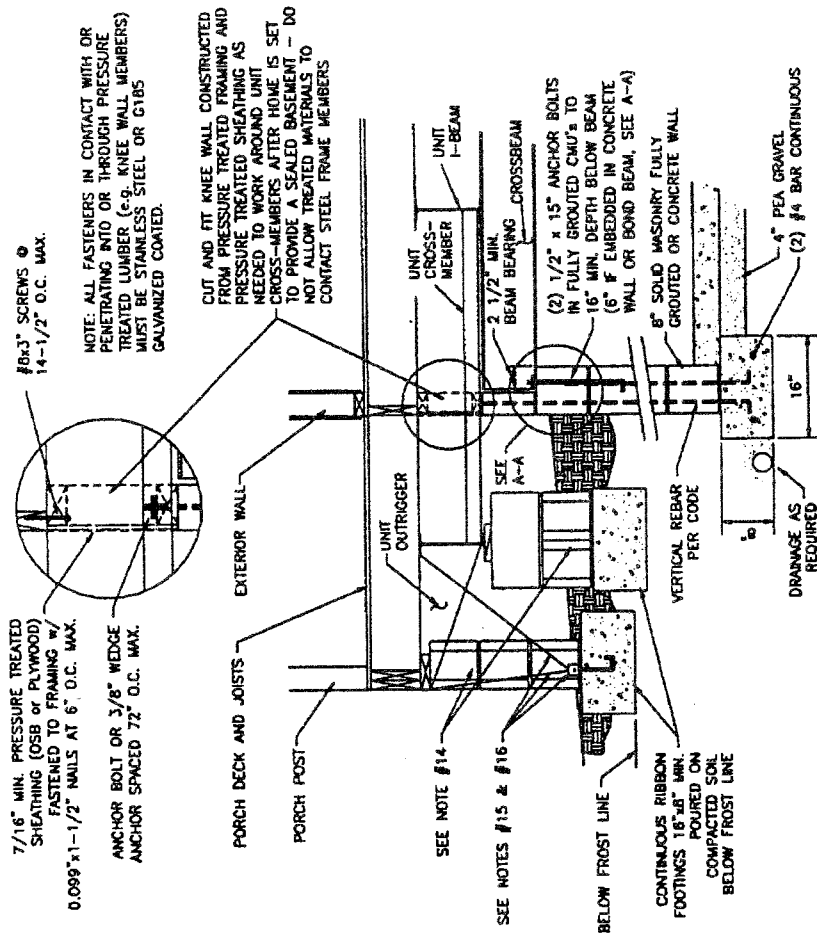 7/16" MIN. PRESSURE TREATED
SHEATHING (OSB or PLYWOOD)
FASTENED TO FRAMING w/
0.099"x1-1/2" NAILS AT 6" O.C. MAX.
ANCHOR BOLT OR 3/8" WEDGE
ANCHOR SPACED 72" O.C. MAX.
#8x3" SCREWS @
14-1/2" O.C. MAX.
NOTE: ALL FASTENERS IN CONTACT WITH OR
PENETRATING INTO OR THROUGH PRESSURE
TREATED LUMBER (e.g. KNEE WALL MEMBERS)
MUST BE STAINLESS STEEL OR G185
GALVANIZED COATED.
CUT AND FIT KNEE WALL CONSTRUCTED
FROM PRESSURE TREATED FRAMING AND
PRESSURE TREATEED SHEATHING AS
NEEDED TO WORK AROUND UNIT
CROSS-MEMBERS AFTER HOME IS SET
TO PROVIDE A SEALED BASEMENT - DO
NOT ALLOW TREATED MATERIALS TO
CONTACT STEEL FRAME MEMBERS
PORCH DECK AND JOISTS
EXTERIOR WALL
PORCH POST
UNIT
OUTRIGGER
UNIT
CROSS-
MEMBER
UNIT
I-BEAM
SEE NOTE #14
SEE
A-A
2 1/2" MIN.
BEAM BEARING
CROSSBEAM
SEE NOTES #15 & #16
(2) 1/2" x 15" ANCHOR BOLTS
IN FULLY GROUTED CMU's TO
16" MIN. DEPTH BELOW BEAM
(6" IF EMBEDDED IN CONCRETE
WALL OR BOND BEAM, SEE A-A)
8" SOLID MASONRY FULLY
GROUTED OR CONCRETE WALL
BELOW FROST LINE
CONTINUOUS RIBBON
FOOTINGS 16"x8" MIN.
POURED ON
COMPACTED SOIL
BELOW FROST LINE
VERTICAL REBAR
PER CODE
8"
16"
4" PEA GRAVEL
(2) #4 BAR CONTINUOUS
DRAINAGE AS
REQUIRED